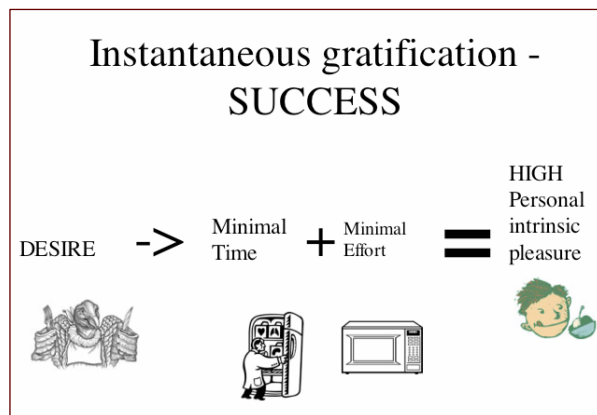 Instantaneous gratification -
SUCCESS
DESIRE -> Minimal Time + Minimal Effort = HIGH Personal intrinsic pleasure